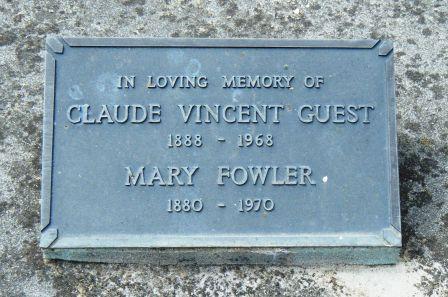 IN LOVING MEMORY OF
CLAUDE VINCENT GUEST
1888 - 1968
MARY FOWLER
1880 - 1970